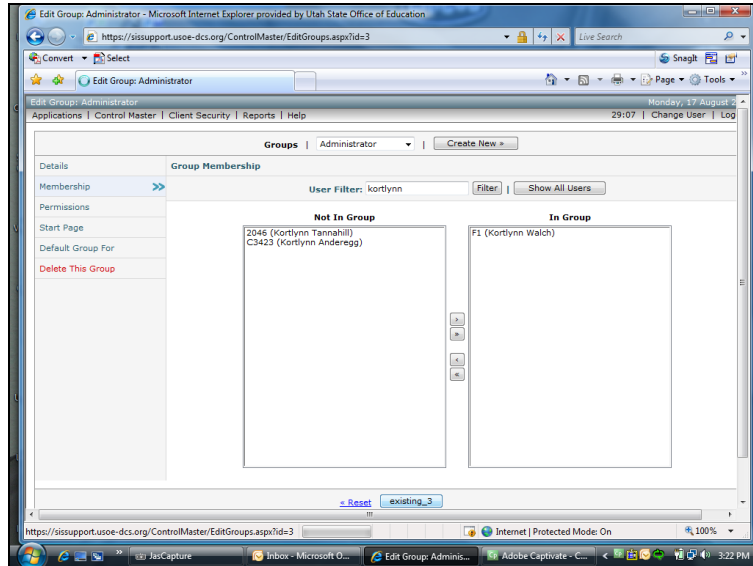 Edit Group: Administrator - Microsoft Internet Explorer provided by Utah State Office of Education
https://sissupport.usoe-dcs.org/ControlMaster/EditGroups.aspx?id=3
Live Search
Convert Select
SnagIt
Edit Group: Administrator
Page Tools
Edit Group: Administrator Monday, 17 August 2
Applications | Control Master | Client Security | Reports | Help 29:07 | Change User | Log
Groups | Administrator | Create New »
Details
Group Membership
Membership »
User Filter: kortlynn Filter | Show All Users
Permissions
Start Page
Default Group For
Delete This Group
Not In Group
2046 (Kortlynn Tannahill)
C3423 (Kortlynn Anderegg)
In Group
F1 (Kortlynn Walch)
›
»
‹
«
« Reset existing_3
https://sissupport.usoe-dcs.org/ControlMaster/EditGroups.aspx?id=3 Internet | Protected Mode: On 100%
JasCapture Inbox - Microsoft O... Edit Group: Adminis... Adobe Captivate - C... 3:22 PM